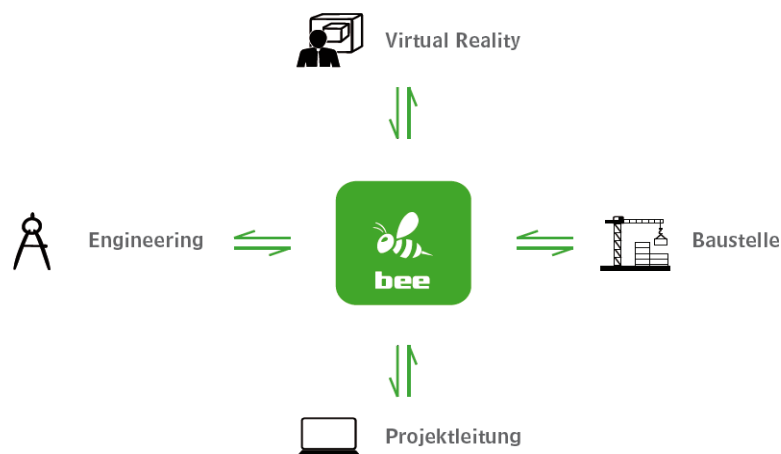 Virtual Reality
Engineering
bee
Baustelle
Projektleitung